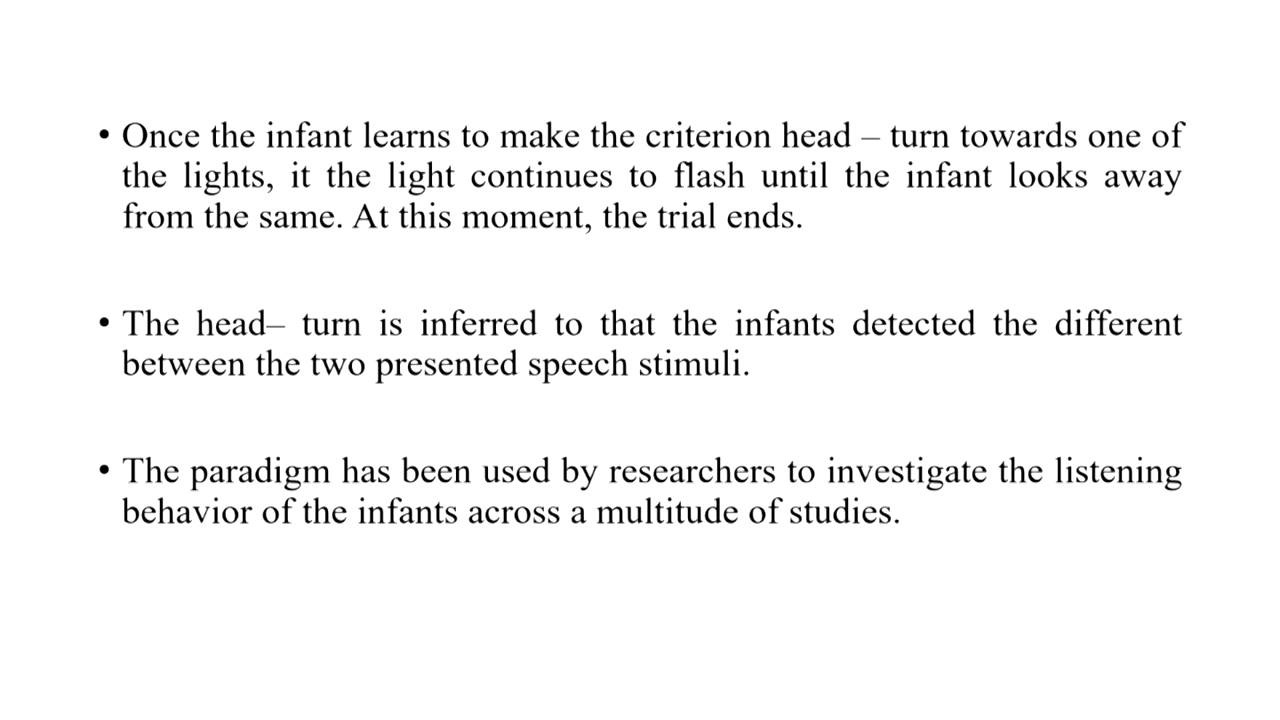 • Once the infant learns to make the criterion head – turn towards one of
the lights, it the light continues to flash until the infant looks away
from the same. At this moment, the trial ends.
• The head– turn is inferred to that the infants detected the different
between the two presented speech stimuli.
• The paradigm has been used by researchers to investigate the listening
behavior of the infants across a multitude of studies.